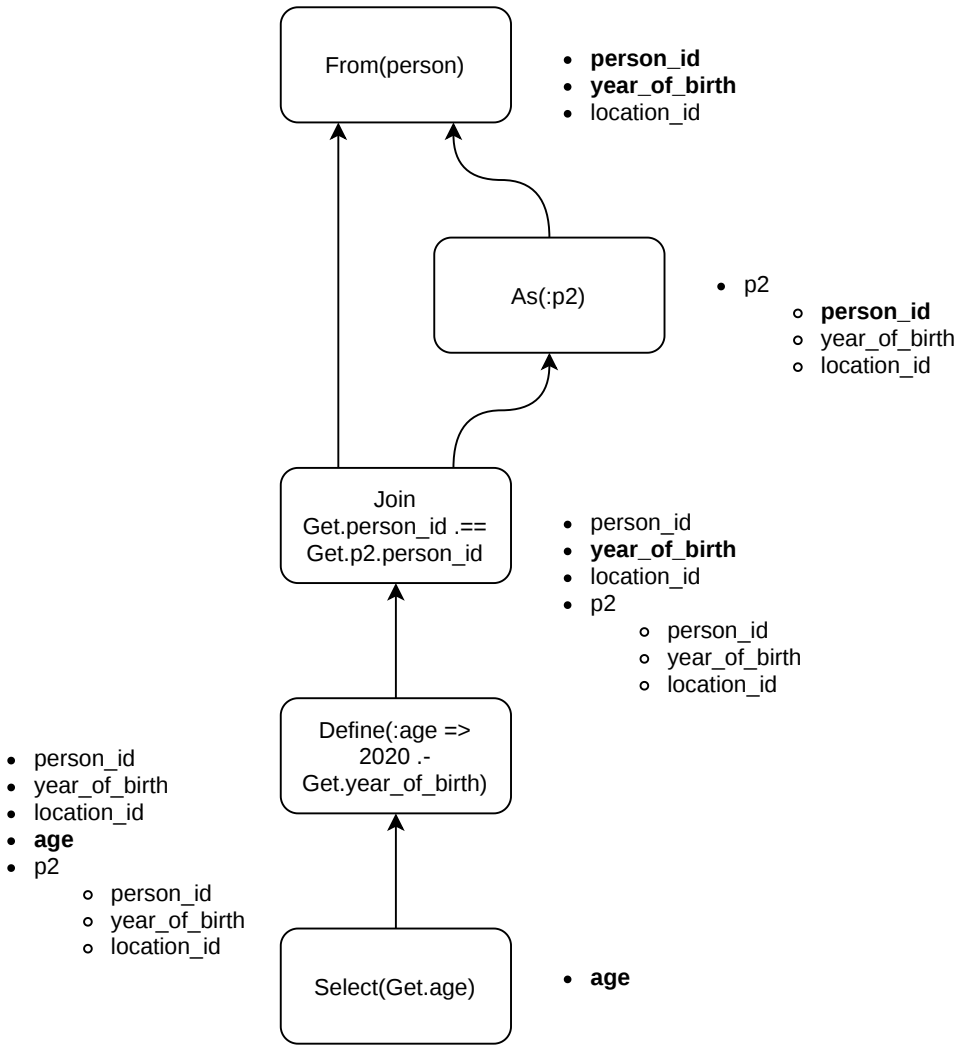 From(person)
person_id
year_of_birth
location_id
As(:p2)
p2
person_id
year_of_birth
location_id
Join
Get.person_id .==
Get.p2.person_id
person_id
year_of_birth
location_id
p2
person_id
year_of_birth
location_id
Define(:age =>
2020 .-
Get.year_of_birth)
person_id
year_of_birth
location_id
age
p2
person_id
year_of_birth
location_id
Select(Get.age)
age